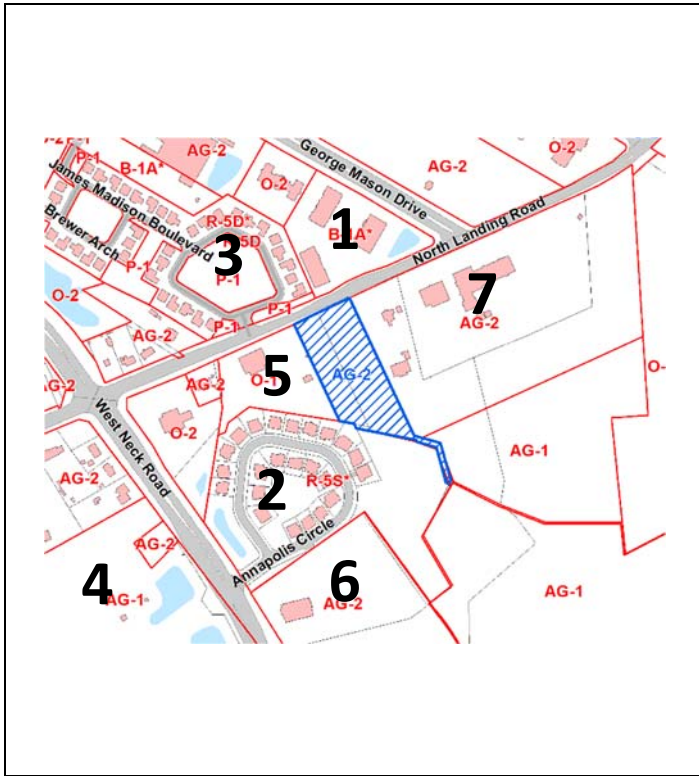 O-2
P-1
AG-2
P-1
B-1A*
George Mason Drive
AG-2
O-2
James Madison Boulevard
O-2
R-5D*
R-5D
1
B-1A*
North Landing Road
Brewer Arch
P-1
3
P-1
7
O-2
P-1
P-1
AG-2
AG-2
5
O-1
AG-2
AG-2
AG-2
West Neck Road
O-2
AG-1
AG-2
2
R-5S*
AG-2
Annapolis Circle
4
AG-1
6
AG-2
AG-1